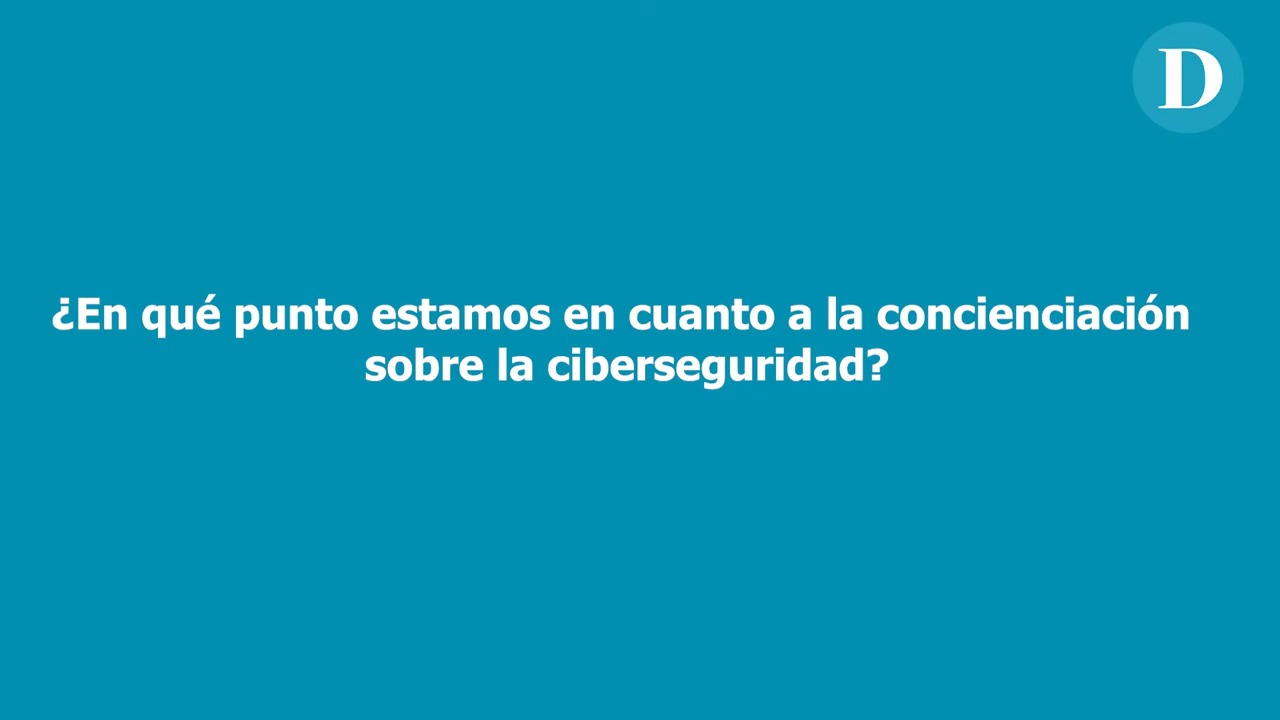 D
¿En qué punto estamos en cuanto a la concienciación
sobre la ciberseguridad?